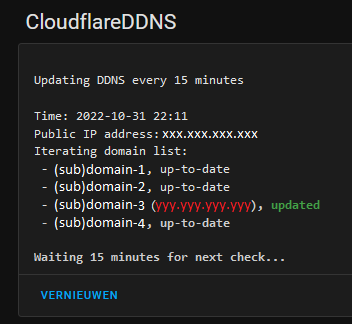 CloudflareDDNS
Updating DDNS every 15 minutes
Time: 2022-10-31 22:11
Public IP address: xxx.xxx.xxx.xxx
Iterating domain list:
- (sub)domain-1, up-to-date
- (sub)domain-2, up-to-date
- (sub)domain-3 (yyy.yyy.yyy.yyy), updated
- (sub)domain-4, up-to-date
Waiting 15 minutes for next check...
VERNIEUWEN